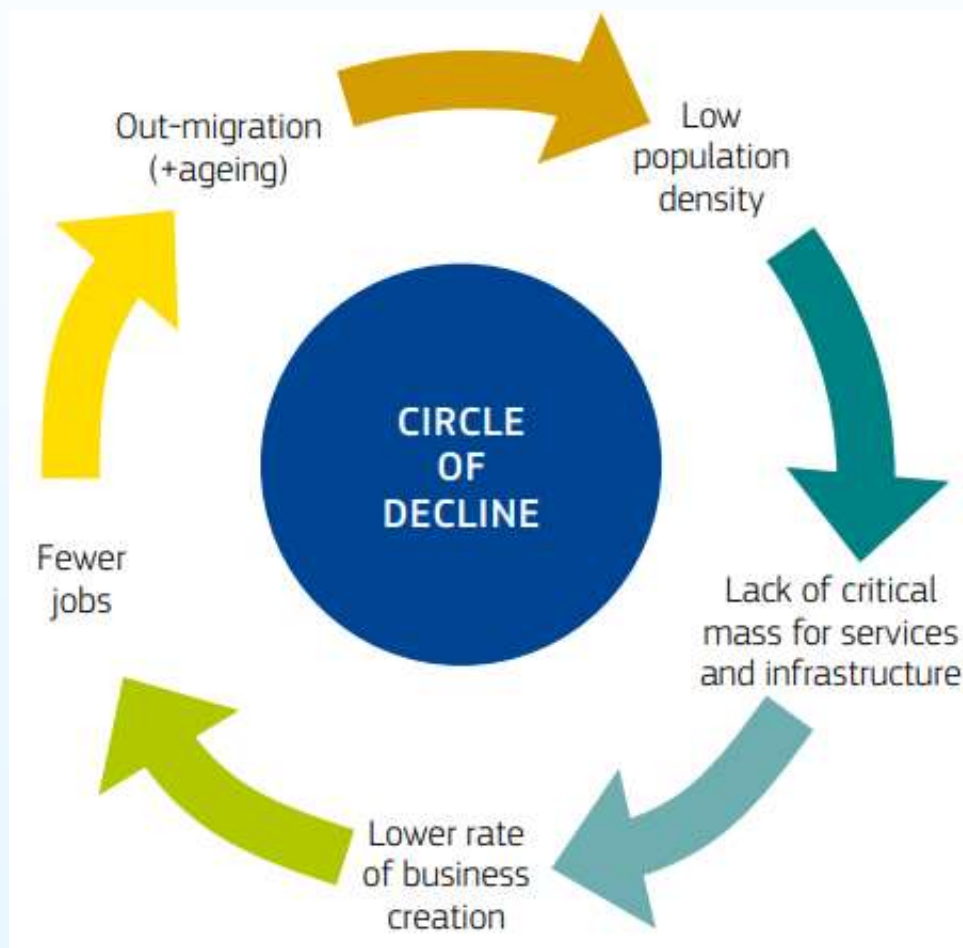 Out-migration
(+ageing)
Low
population
density
CIRCLE
OF
DECLINE
Fewer
jobs
Lack of critical
mass for services
and infrastructure
Lower rate
of business
creation